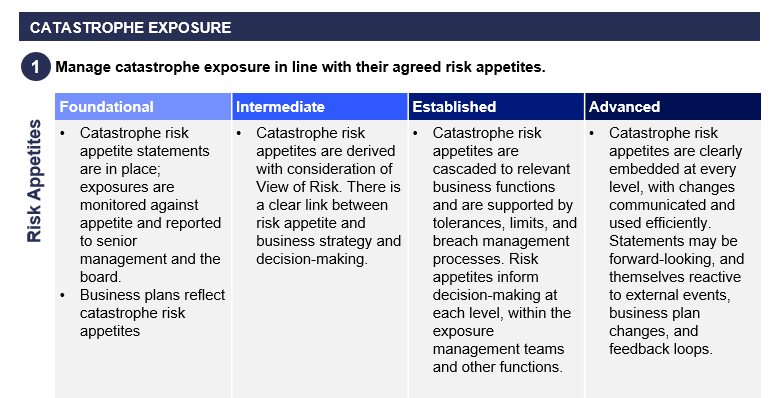 CATASTROPHE EXPOSURE
1 Manage catastrophe exposure in line with their agreed risk appetites.
Risk Appetites
Foundational
• Catastrophe risk
appetite statements
are in place;
exposures are
monitored against
appetite and reported
to senior
management and the
board.
• Business plans reflect
catastrophe risk
appetites
Intermediate
• Catastrophe risk
appetites are derived
with consideration of
View of Risk. There is
a clear link between
risk appetite and
business strategy and
decision-making.
Established
• Catastrophe risk
appetites are
cascaded to relevant
business functions
and are supported by
tolerances, limits, and
breach management
processes. Risk
appetites inform
decision-making at
each level, within the
exposure
management teams
and other functions.
Advanced
• Catastrophe risk
appetites are clearly
embedded at every
level, with changes
communicated and
used efficiently.
Statements may be
forward-looking, and
themselves reactive
to external events,
business plan
changes, and
feedback loops.